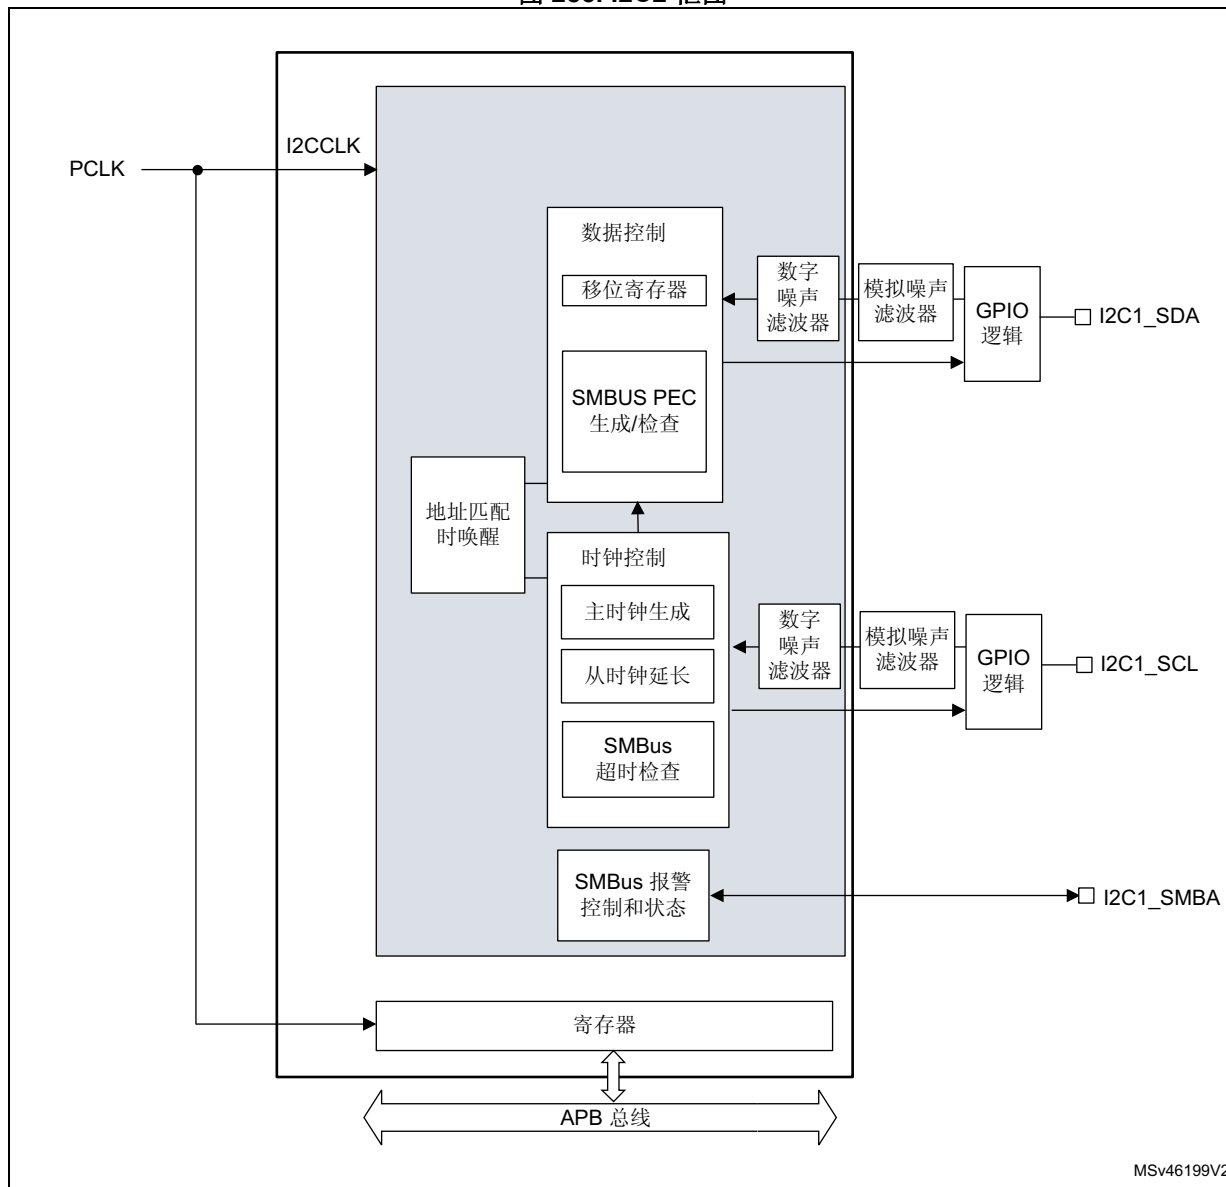 I2CCLK
PCLK
数据控制
移位寄存器
SMBUS PEC
生成/检查
数字
噪声
滤波器
模拟噪声
滤波器
GPIO
逻辑
I2C1_SDA
地址匹配
时唤醒
时钟控制
主时钟生成
从时钟延长
SMBus
超时检查
数字
噪声
滤波器
模拟噪声
滤波器
GPIO
逻辑
I2C1_SCL
SMBus 报警
控制和状态
I2C1_SMBA
寄存器
APB 总线
MSv46199V2